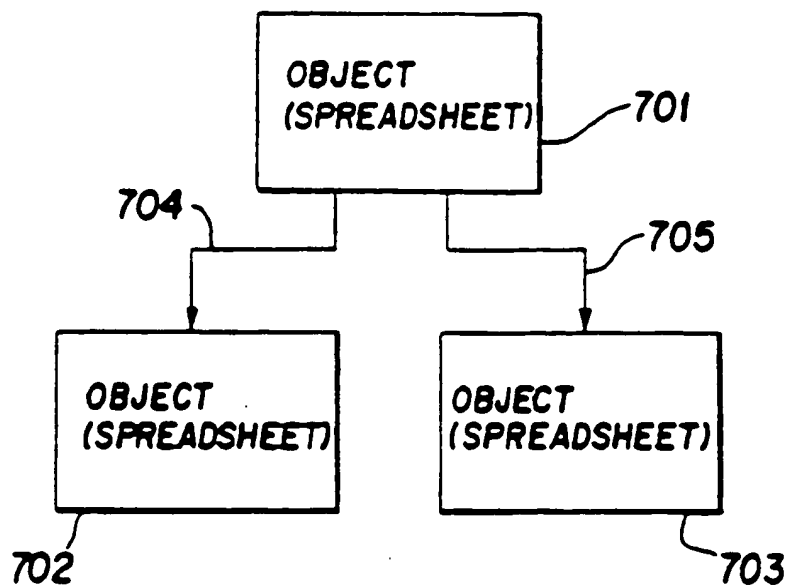 OBJECT
(SPREADSHEET)
701
704
705
OBJECT
(SPREADSHEET)
OBJECT
(SPREADSHEET)
702
703